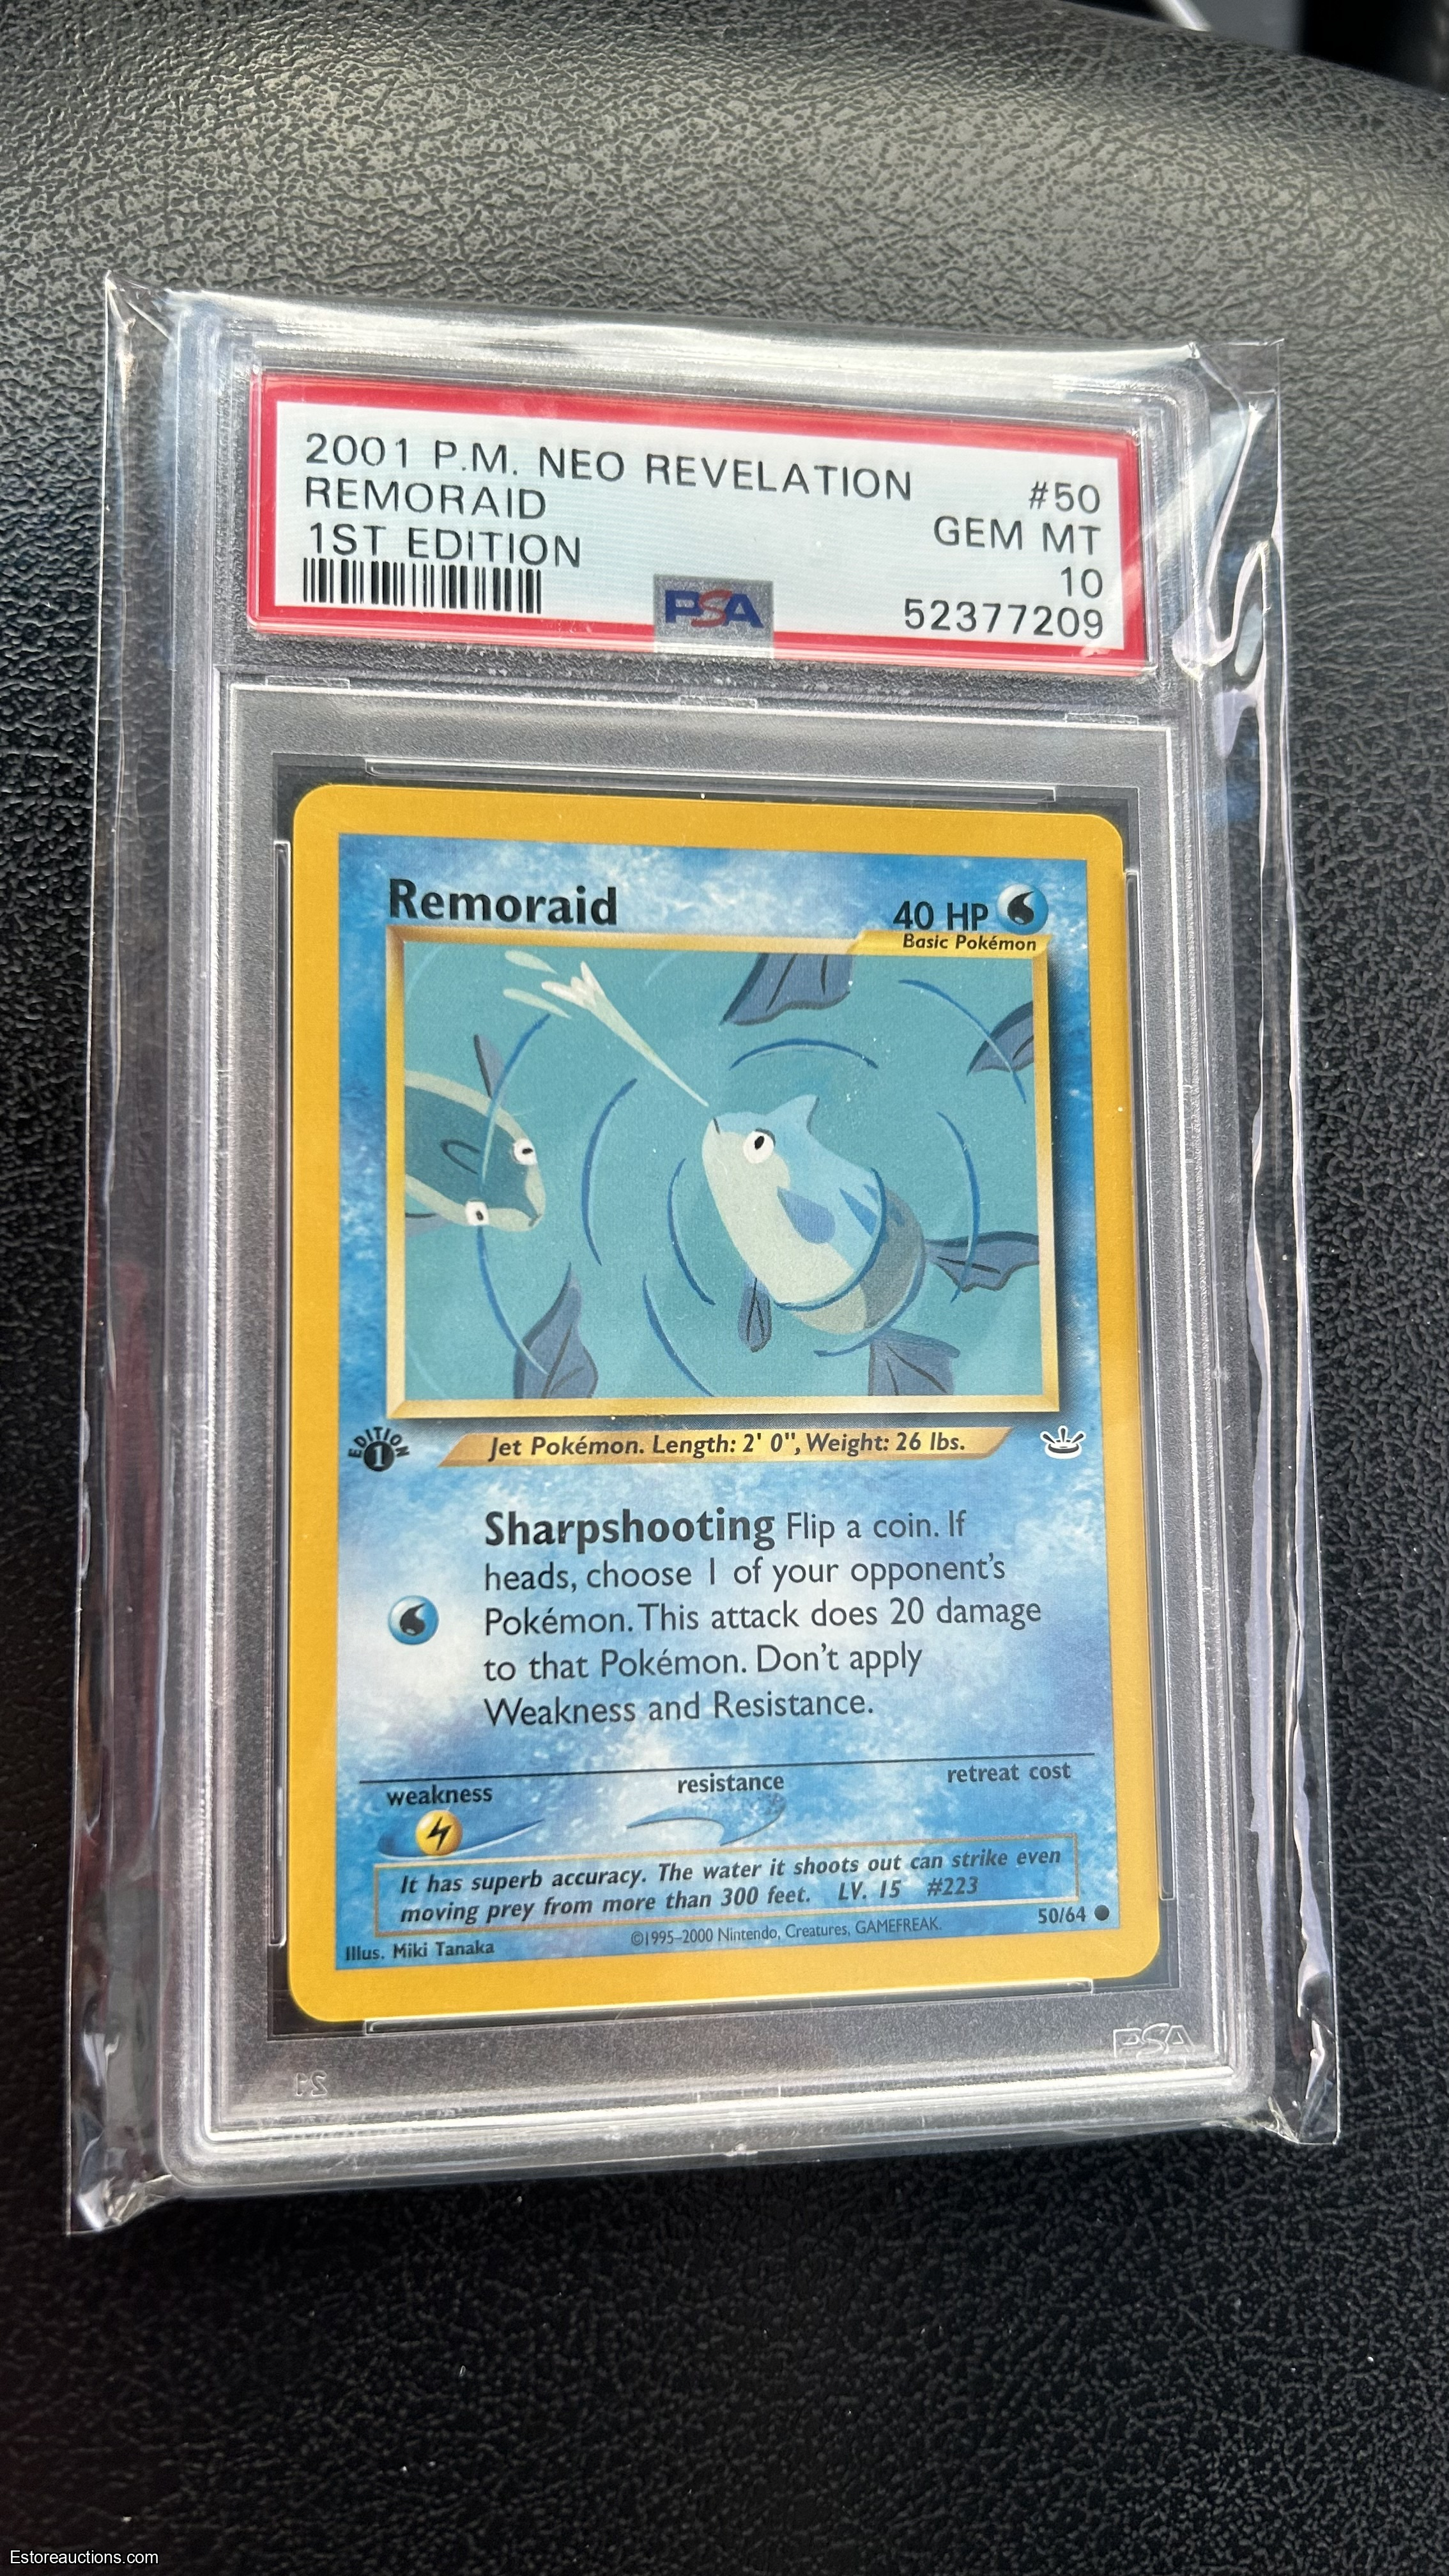 2001 P.M. NEO REVELATION #50
REMORAID GEM MT
1ST EDITION 10
PSA 52377209
Remoraid 40 HP
Basic Pokémon
EDITION 1
Jet Pokémon. Length: 2' 0", Weight: 26 lbs.
Sharpshooting Flip a coin. If
heads, choose 1 of your opponent's
Pokémon. This attack does 20 damage
to that Pokémon. Don't apply
Weakness and Resistance.
weakness resistance retreat cost
It has superb accuracy. The water it shoots out can strike even
moving prey from more than 300 feet. LV. 15 #223
Illus. Miki Tanaka ©1995-2000 Nintendo, Creatures, GAMEFREAK. 50/64
PSA
Estoreauctions.com